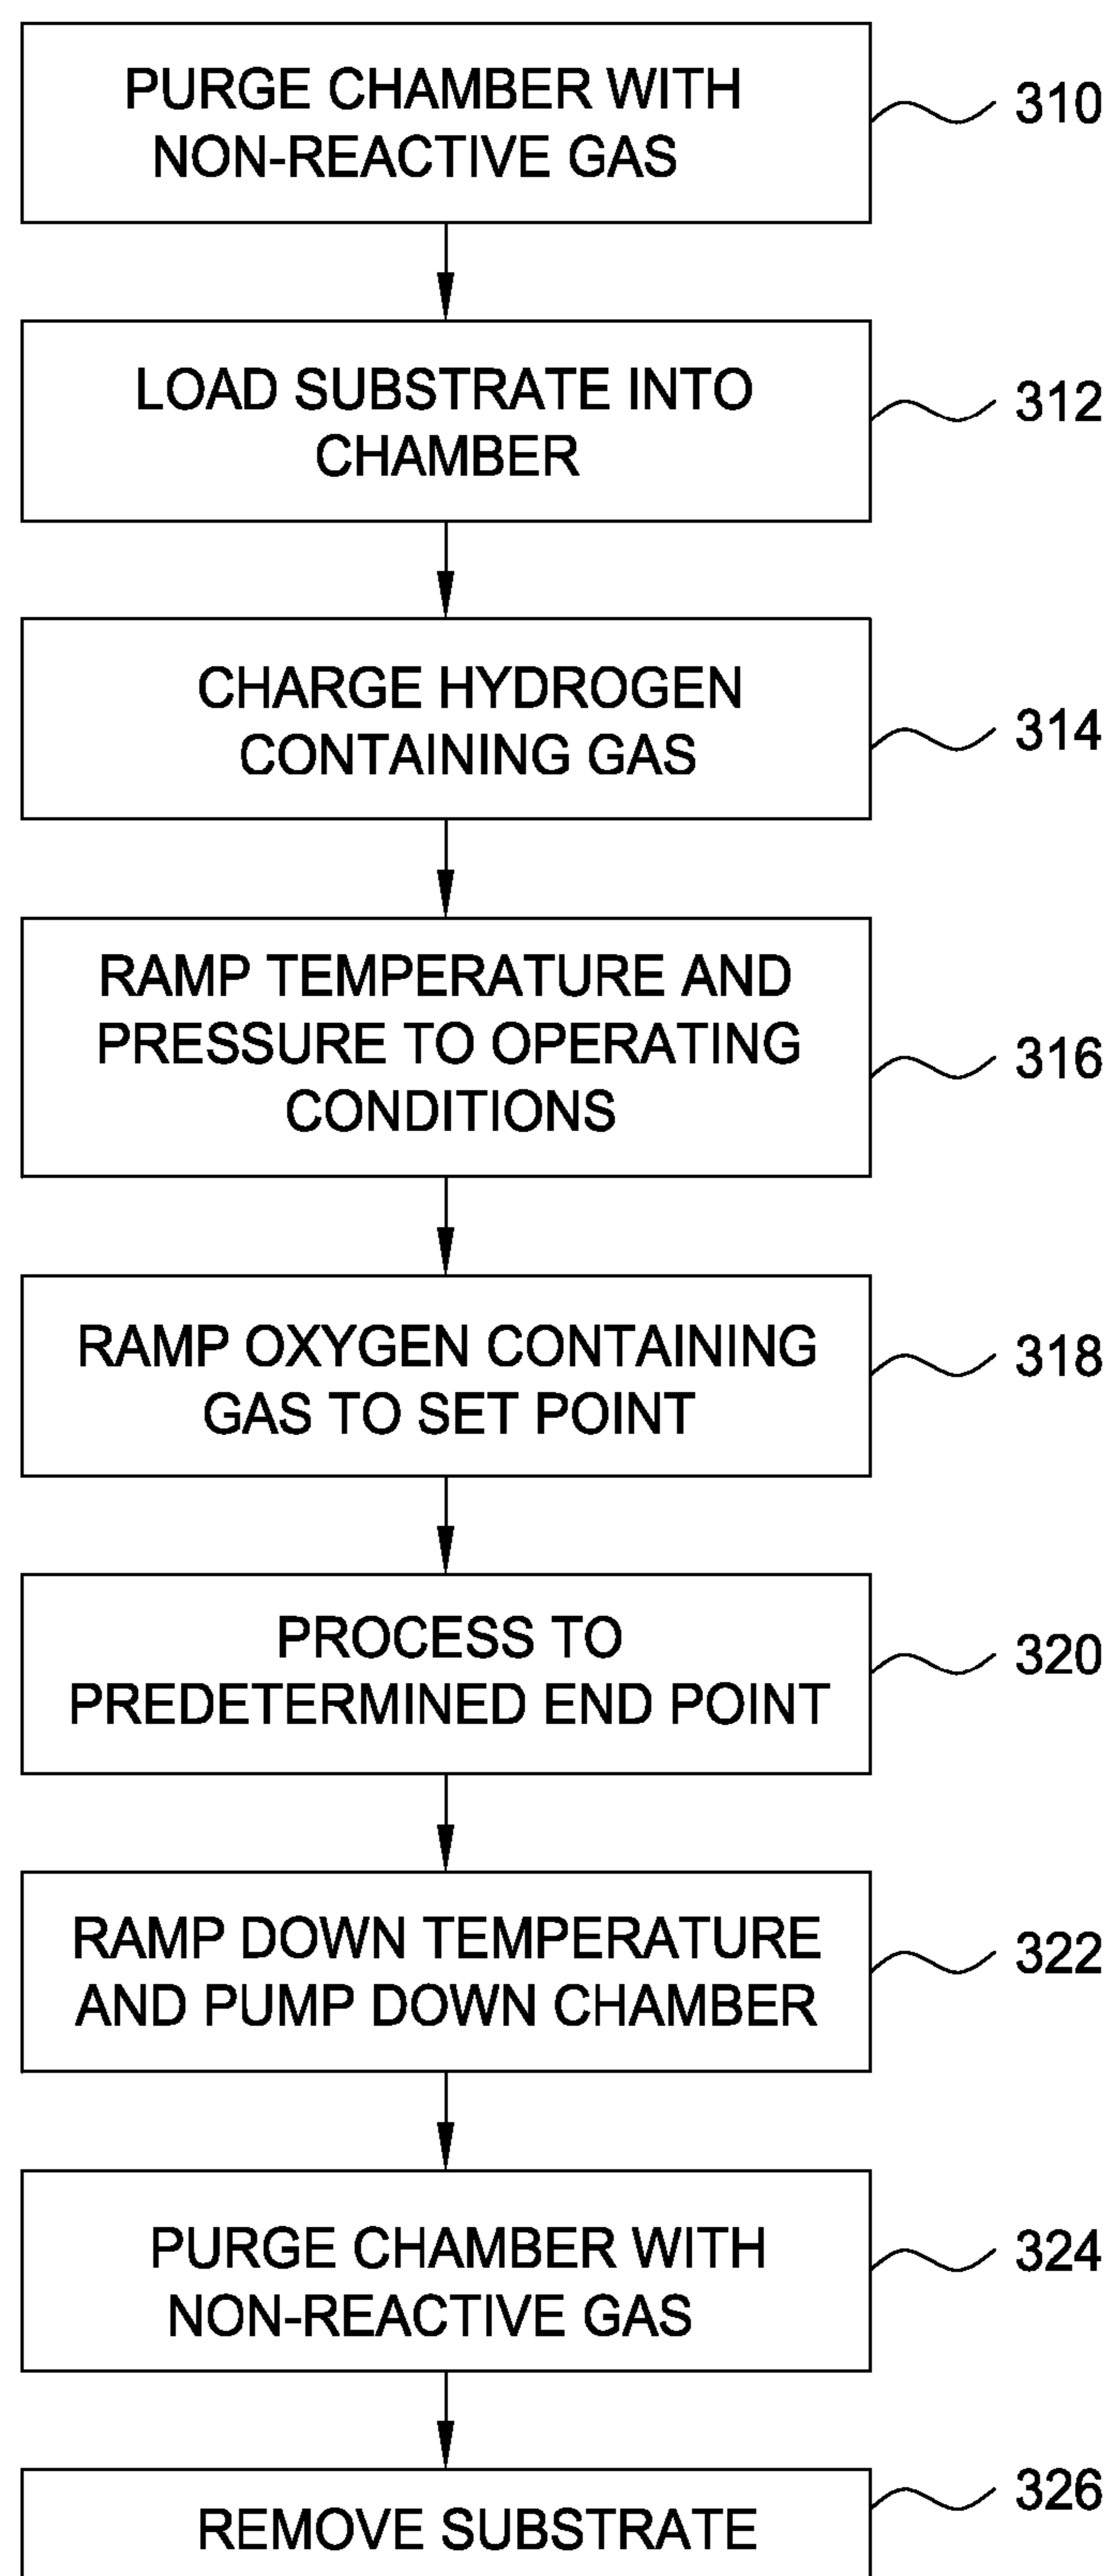 PURGE CHAMBER WITH
NON-REACTIVE GAS
310
LOAD SUBSTRATE INTO
CHAMBER
312
CHARGE HYDROGEN
CONTAINING GAS
314
RAMP TEMPERATURE AND
PRESSURE TO OPERATING
CONDITIONS
316
RAMP OXYGEN CONTAINING
GAS TO SET POINT
318
PROCESS TO
PREDETERMINED END POINT
320
RAMP DOWN TEMPERATURE
AND PUMP DOWN CHAMBER
322
PURGE CHAMBER WITH
NON-REACTIVE GAS
324
REMOVE SUBSTRATE
326